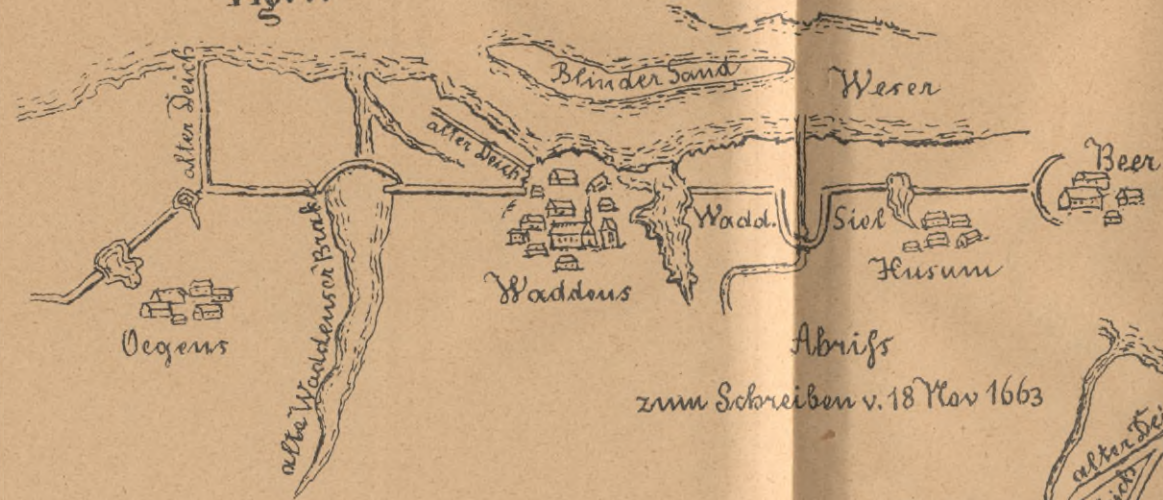 Blinder Sand
Weser
alter Deich
alter Deich
Beer
Wadd. Siel
Husum
Waddens
Oegens
alte Waddenser Brak
Abriss
zum Schreiben v. 18 Nov 1663
alter Dei